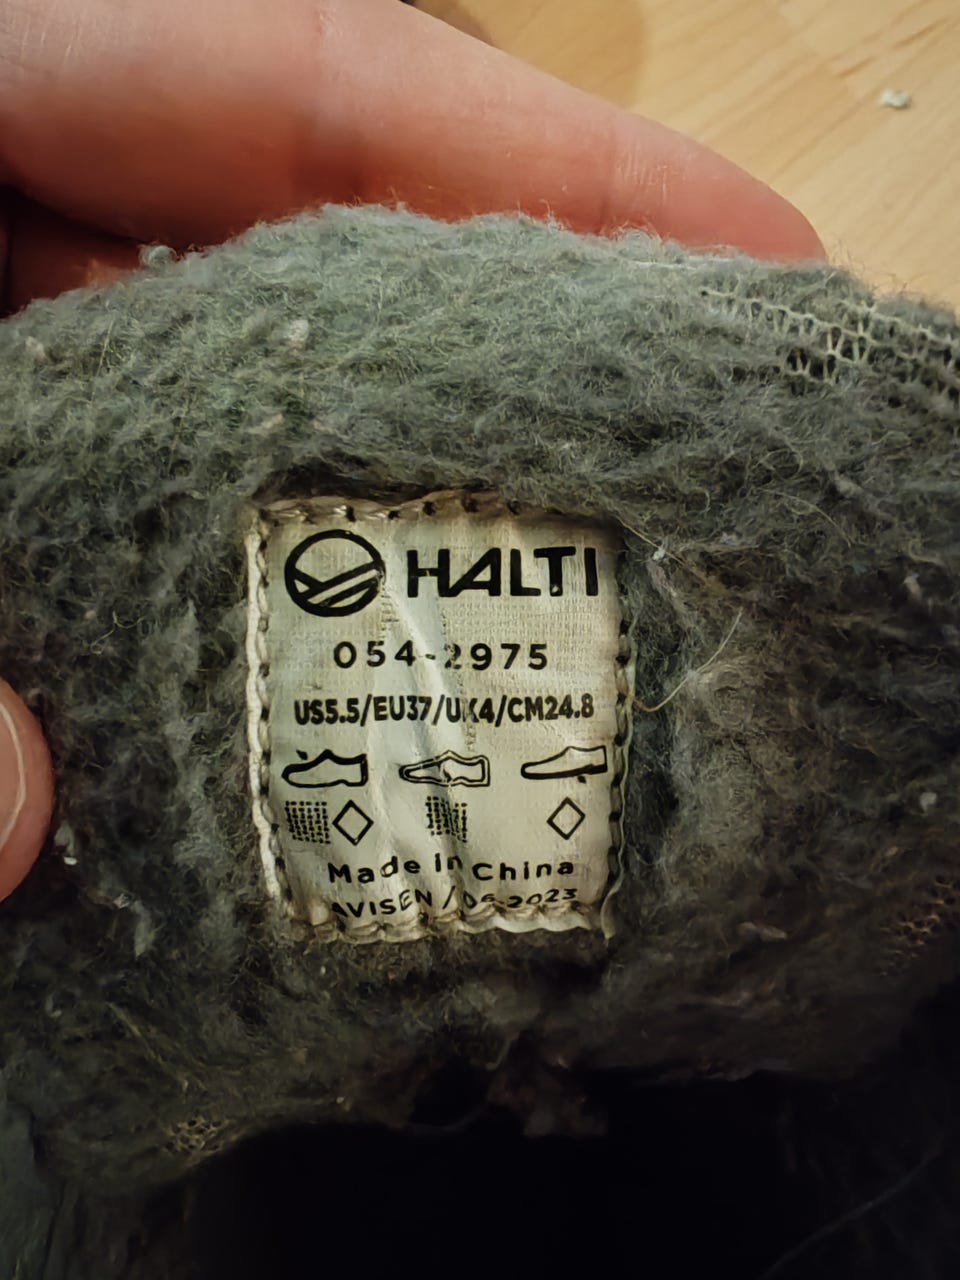 HALTI
054-2975
US5.5/EU37/UK4/CM24.8
Made in China
AVISEN / 06-2023